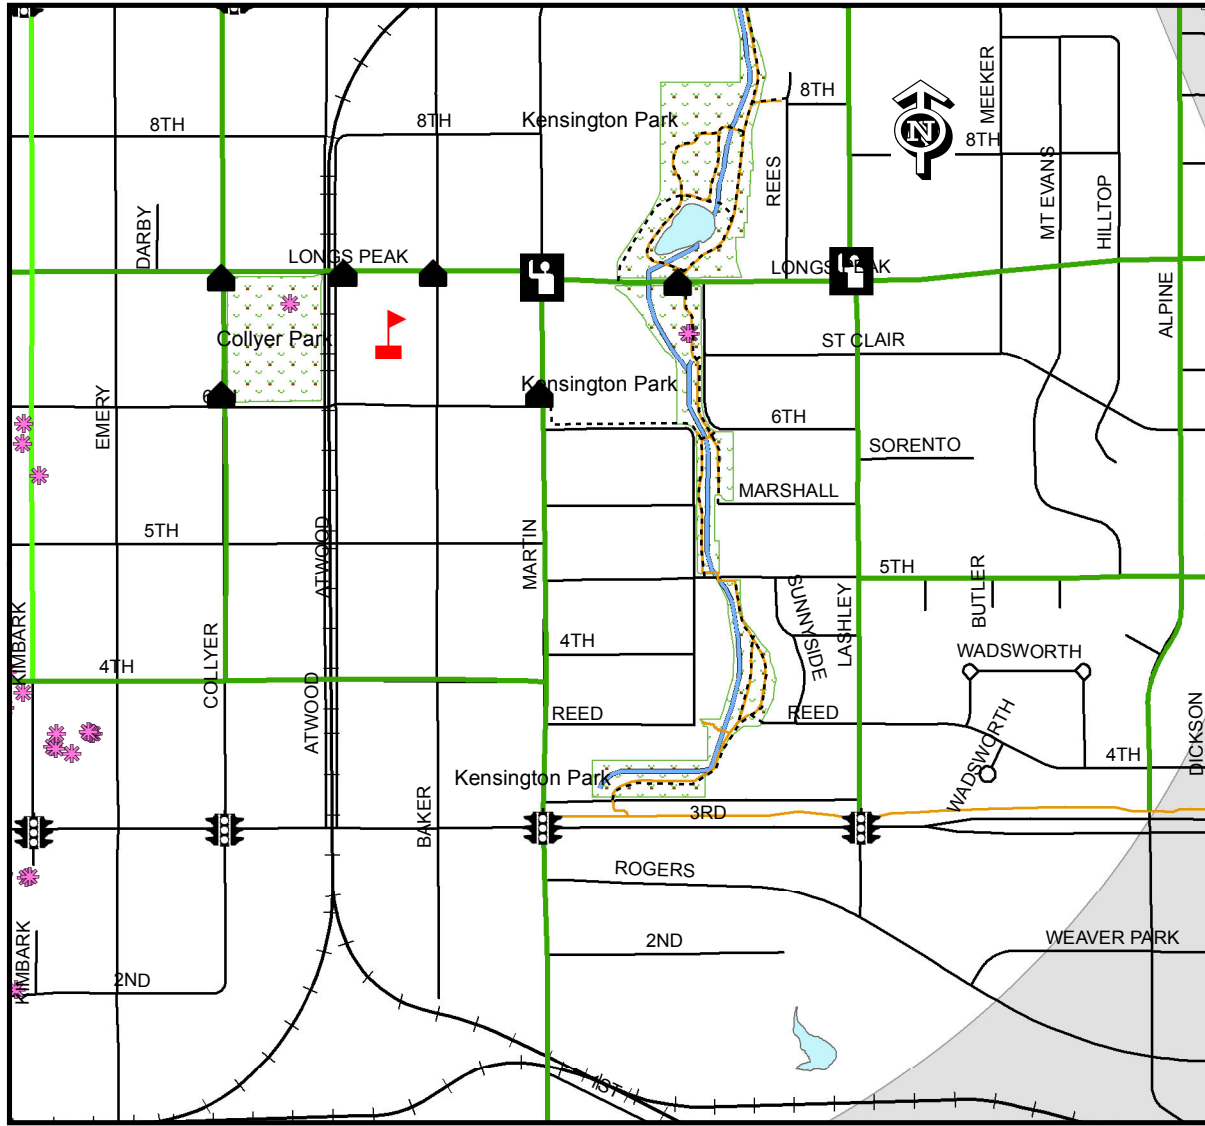 8TH
8TH
Kensington Park
8TH
MEEKER
N
8TH
REES
MT EVANS
HILLTOP
DARBY
LONGS PEAK
LONGS PEAK
ALPINE
Collyer Park
ST CLAIR
Kensington Park
EMERY
6TH
SORENTO
MARSHALL
5TH
ATWOOD
MARTIN
5TH
BUTLER
SUNNYSIDE
LASHLEY
KIMBARK
COLLYER
4TH
4TH
WADSWORTH
ATWOOD
REED
REED
WADSWORTH
DICKSON
4TH
Kensington Park
BAKER
3RD
ROGERS
KIMBARK
2ND
2ND
WEAVER PARK
1ST